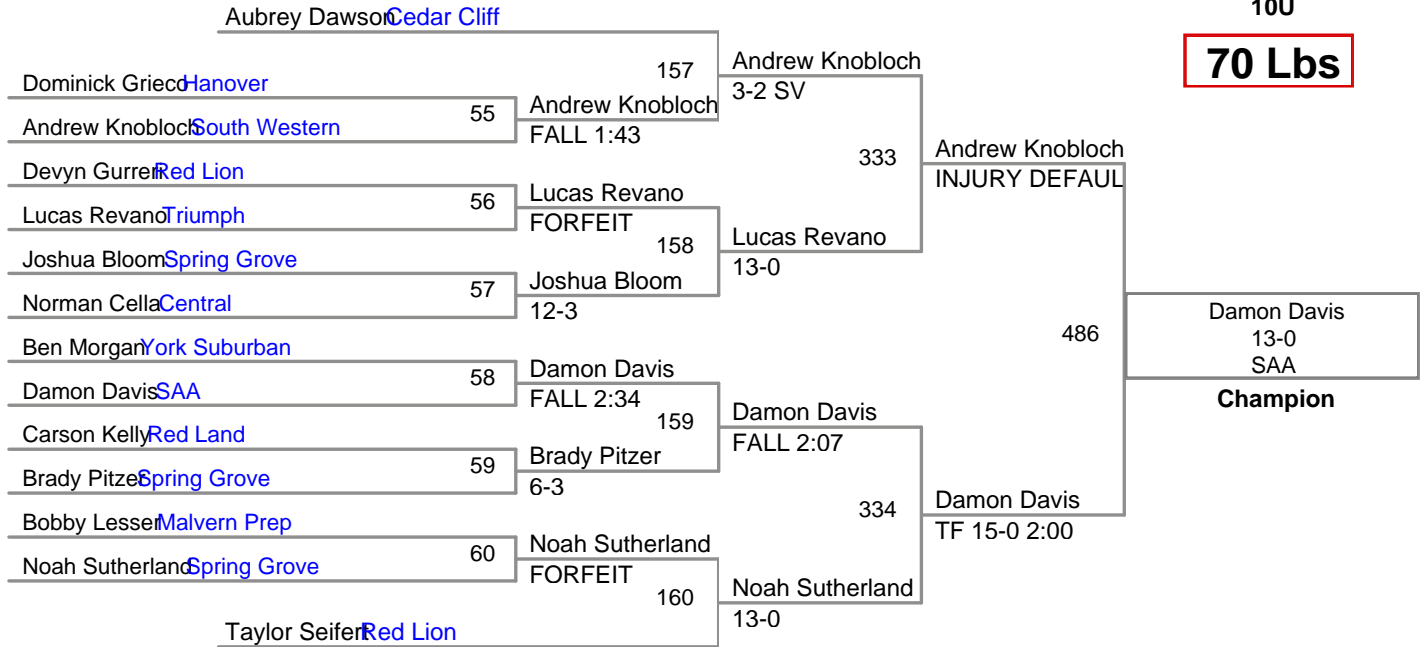 10U
70 Lbs
Aubrey Dawson Cedar Cliff
Dominick Grieco Hanover
Andrew Knobloch South Western
Devyn Gurren Red Lion
Lucas Revano Triumph
Joshua Bloom Spring Grove
Norman Cella Central
Ben Morgan York Suburban
Damon Davis SAA
Carson Kelly Red Land
Brady Pitzer Spring Grove
Bobby Lesser Malvern Prep
Noah Sutherland Spring Grove
Taylor Seifert Red Lion
55
56
57
58
59
60
Andrew Knobloch
FALL 1:43
Lucas Revano
FORFEIT
Joshua Bloom
12-3
Damon Davis
FALL 2:34
Brady Pitzer
6-3
Noah Sutherland
FORFEIT
157
158
159
160
Andrew Knobloch
3-2 SV
Lucas Revano
13-0
Damon Davis
FALL 2:07
Noah Sutherland
13-0
333
334
Andrew Knobloch
INJURY DEFAUL
Damon Davis
TF 15-0 2:00
486
Damon Davis
13-0
SAA
Champion